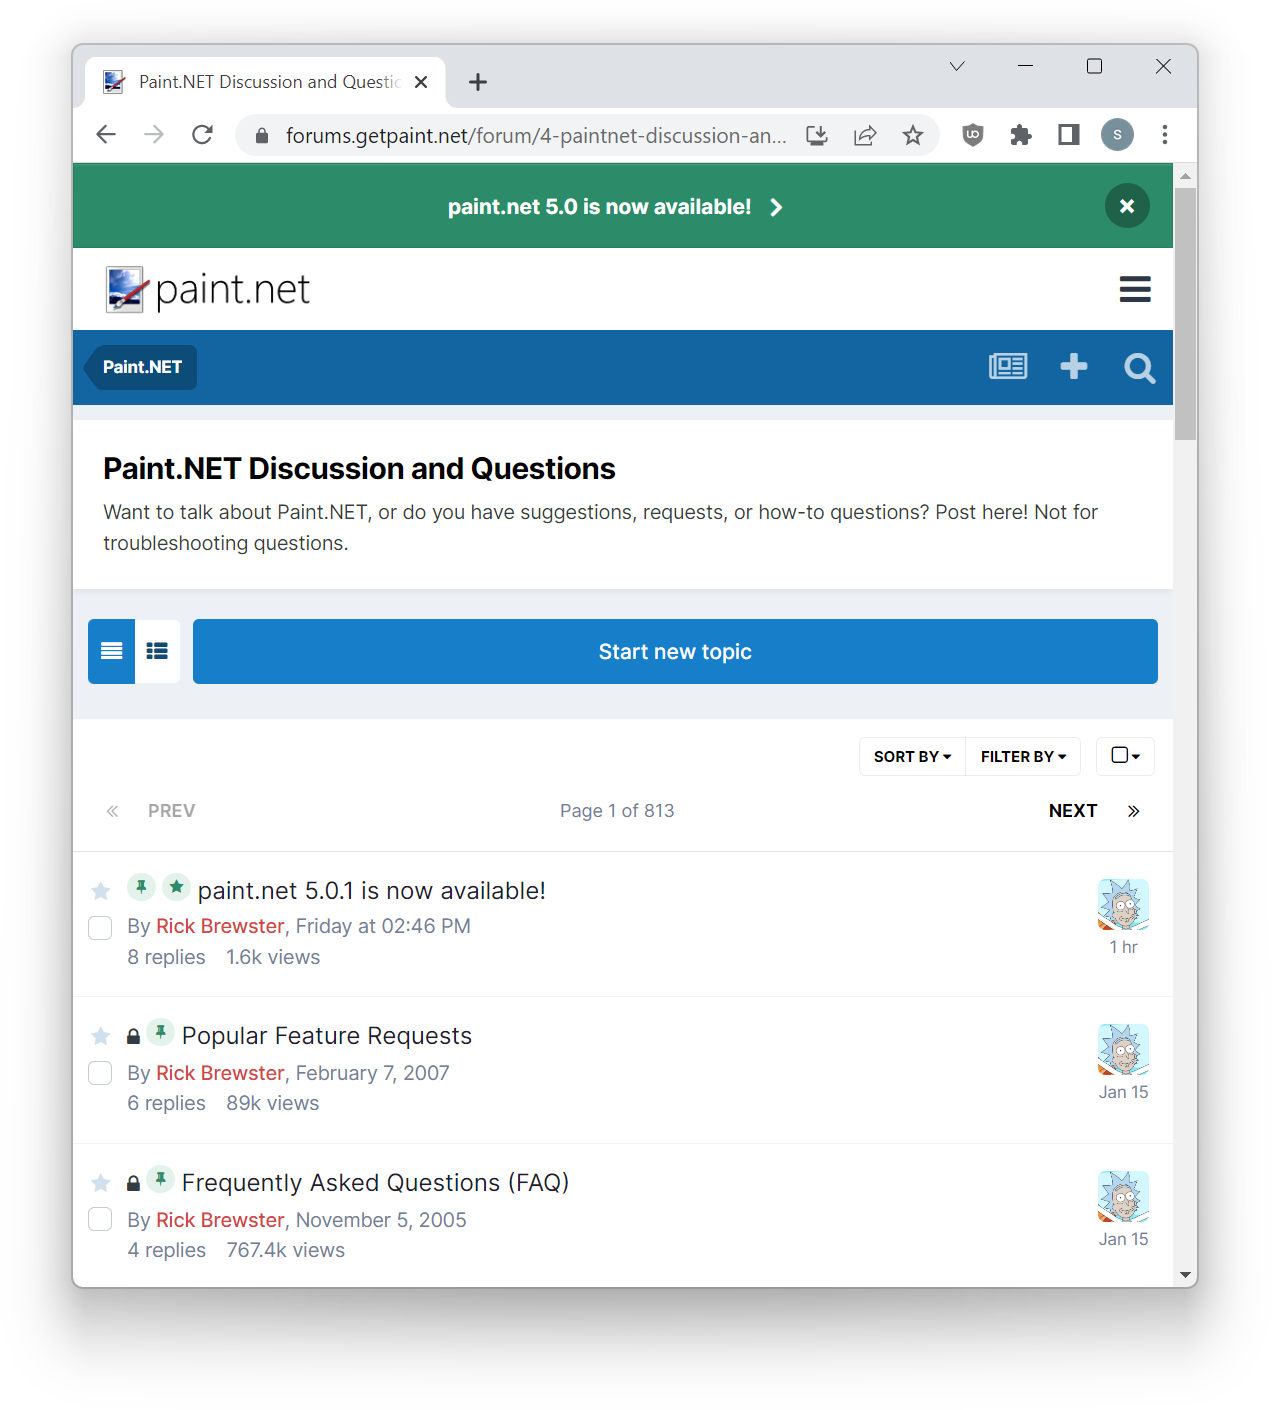 Paint.NET Discussion and Questic
forums.getpaint.net/forum/4-paintnet-discussion-an...
S
paint.net 5.0 is now available!
paint.net
Paint.NET
Paint.NET Discussion and Questions
Want to talk about Paint.NET, or do you have suggestions, requests, or how-to questions? Post here! Not for
troubleshooting questions.
Start new topic
SORT BY FILTER BY
« PREV Page 1 of 813 NEXT »
paint.net 5.0.1 is now available!
By Rick Brewster, Friday at 02:46 PM
8 replies 1.6k views
1 hr
Popular Feature Requests
By Rick Brewster, February 7, 2007
6 replies 89k views
Jan 15
Frequently Asked Questions (FAQ)
By Rick Brewster, November 5, 2005
4 replies 767.4k views
Jan 15